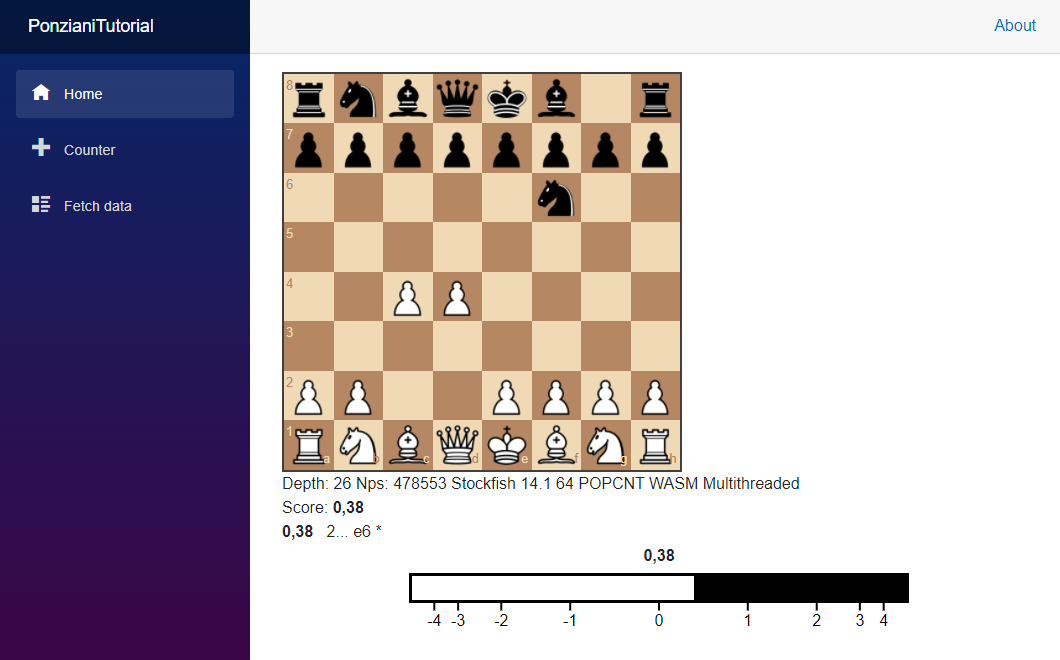 PonzianiTutorial
About
Home
Counter
Fetch data
8
7
6
5
4
3
2
1
a b c d e f g h
Depth: 26 Nps: 478553 Stockfish 14.1 64 POPCNT WASM Multithreaded
Score: 0,38
0,38 2... e6 *
0,38
-4 -3 -2 -1 0 1 2 3 4